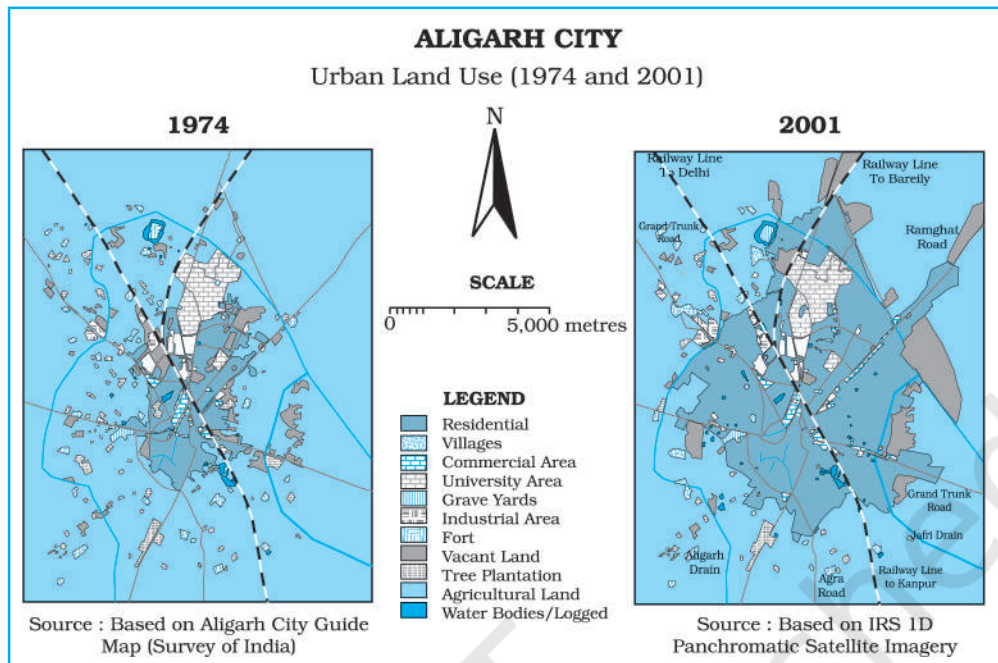 ALIGARH CITY
Urban Land Use (1974 and 2001)
1974
N
2001
SCALE
0
5,000 metres
LEGEND
Residential
Villages
Commercial Area
University Area
Grave Yards
Industrial Area
Fort
Vacant Land
Tree Plantation
Agricultural Land
Water Bodies/Logged
Railway Line
To Delhi
Railway Line
To Bareily
Grand Trunk
Road
Ramghat
Road
Grand Trunk
Road
Jafri Drain
Aligarh
Drain
Agra
Road
Railway Line
to Kanpur
Source : Based on Aligarh City Guide
Map (Survey of India)
Source : Based on IRS 1D
Panchromatic Satellite Imagery